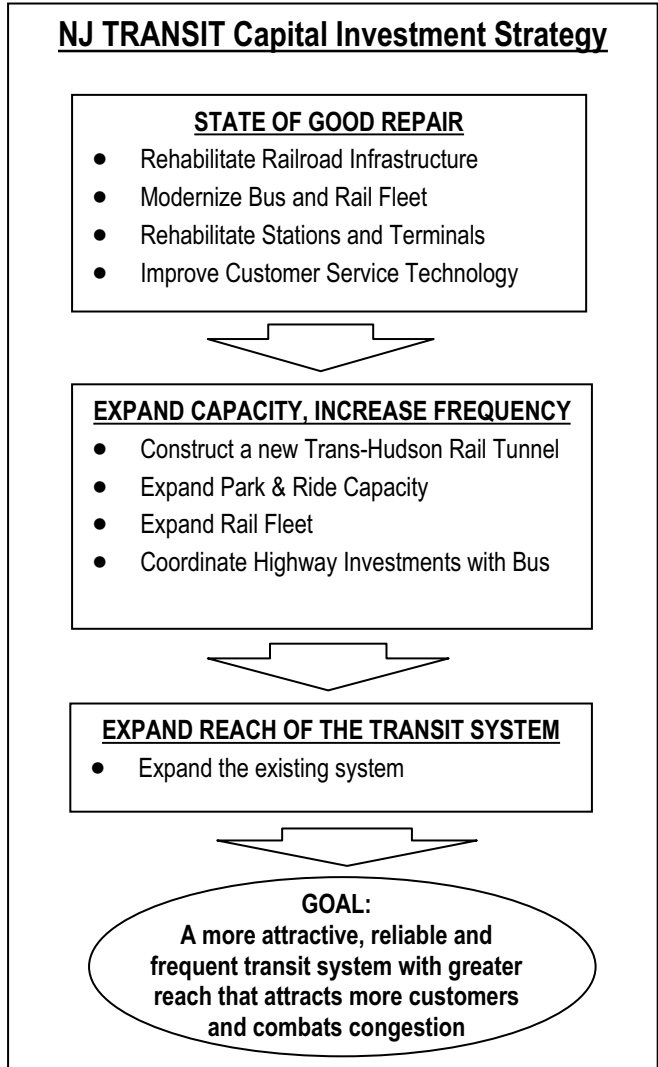 NJ TRANSIT Capital Investment Strategy
STATE OF GOOD REPAIR
● Rehabilitate Railroad Infrastructure
● Modernize Bus and Rail Fleet
● Rehabilitate Stations and Terminals
● Improve Customer Service Technology
EXPAND CAPACITY, INCREASE FREQUENCY
● Construct a new Trans-Hudson Rail Tunnel
● Expand Park & Ride Capacity
● Expand Rail Fleet
● Coordinate Highway Investments with Bus
EXPAND REACH OF THE TRANSIT SYSTEM
● Expand the existing system
GOAL:
A more attractive, reliable and
frequent transit system with greater
reach that attracts more customers
and combats congestion